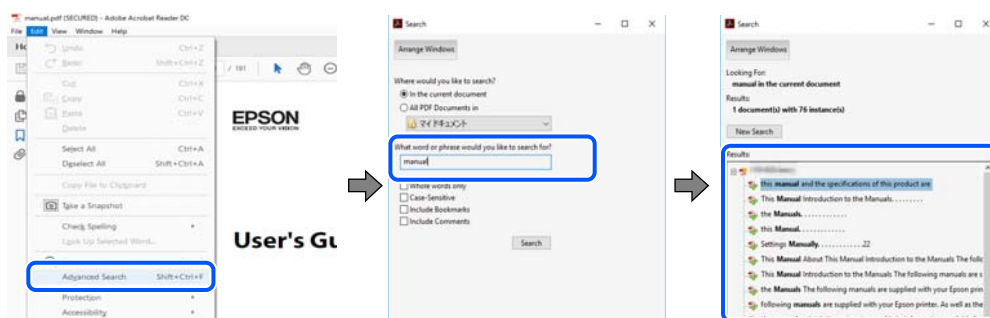 manual.pdf (SECURED) - Adobe Acrobat Reader DC
File Edit View Window Help
Undo Ctrl+Z
Redo Shift+Ctrl+Z
Cut Ctrl+X
Copy Ctrl+C
Paste Ctrl+V
Delete
Select All Ctrl+A
Deselect All Shift+Ctrl+A
Copy File to Clipboard
Take a Snapshot
Check Spelling
Look Up Selected Word...
Advanced Search Shift+Ctrl+F
Protection
Accessibility
/ 181
EPSON
EXCEED YOUR VISION
User's Gu
Search
Arrange Windows
Where would you like to search?
In the current document
All PDF Documents in
マイ ドキュメント
What word or phrase would you like to search for?
manual
Whole words only
Case-Sensitive
Include Bookmarks
Include Comments
Search
Search
Arrange Windows
Looking For:
manual in the current document
Results:
1 document(s) with 76 instance(s)
New Search
Results
this manual and the specifications of this product are
This Manual Introduction to the Manuals. . . . . . . . .
the Manuals. . . . . . . . . . . . .
this Manual. . . . . . . . . . . . .
Settings Manually. . . . . . . . . . . . .22
This Manual About This Manual Introduction to the Manuals The follo
This Manual Introduction to the Manuals The following manuals are s
the Manuals The following manuals are supplied with your Epson prin
following manuals are supplied with your Epson printer. As well as the